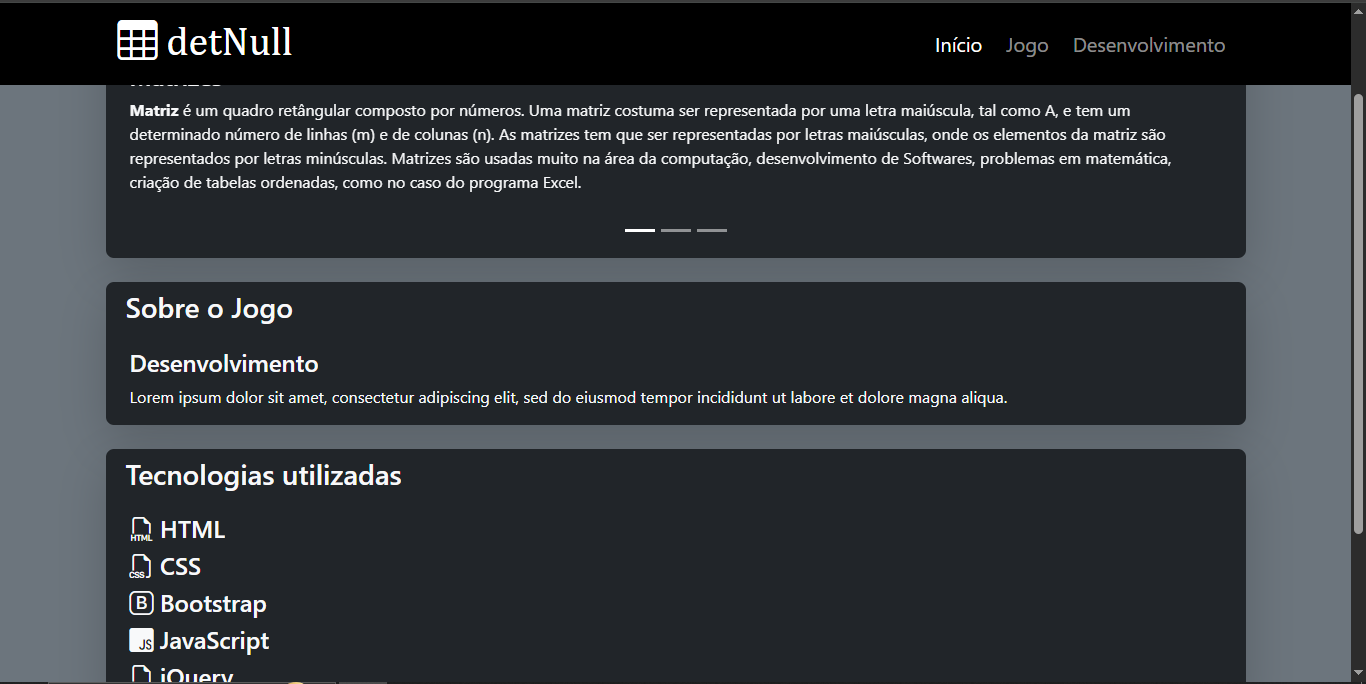 detNull
Início Jogo Desenvolvimento
Matriz é um quadro retângular composto por números. Uma matriz costuma ser representada por uma letra maiúscula, tal como A, e tem um
determinado número de linhas (m) e de colunas (n). As matrizes tem que ser representadas por letras maiúsculas, onde os elementos da matriz são
representados por letras minúsculas. Matrizes são usadas muito na área da computação, desenvolvimento de Softwares, problemas em matemática,
criação de tabelas ordenadas, como no caso do programa Excel.
Sobre o Jogo
Desenvolvimento
Lorem ipsum dolor sit amet, consectetur adipiscing elit, sed do eiusmod tempor incididunt ut labore et dolore magna aliqua.
Tecnologias utilizadas
HTML HTML
CSS CSS
B Bootstrap
JS JavaScript
jQuery